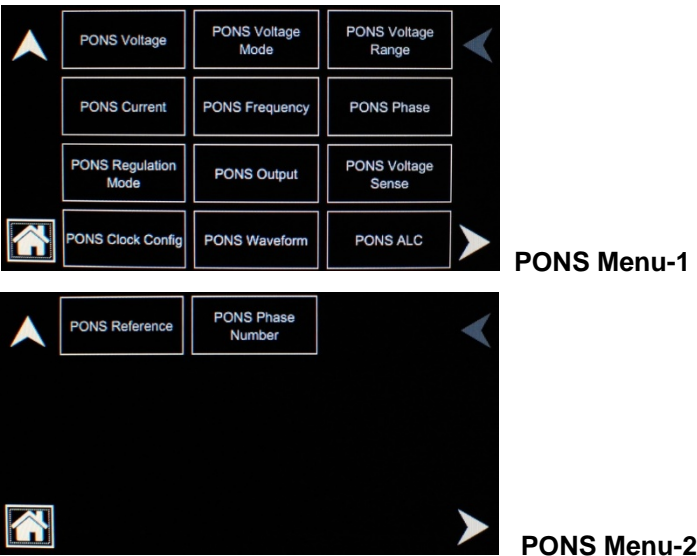 PONS Voltage
PONS Voltage
Mode
PONS Voltage
Range
PONS Current
PONS Frequency
PONS Phase
PONS Regulation
Mode
PONS Output
PONS Voltage
Sense
PONS Clock Config
PONS Waveform
PONS ALC
PONS Menu-1
PONS Reference
PONS Phase
Number
PONS Menu-2